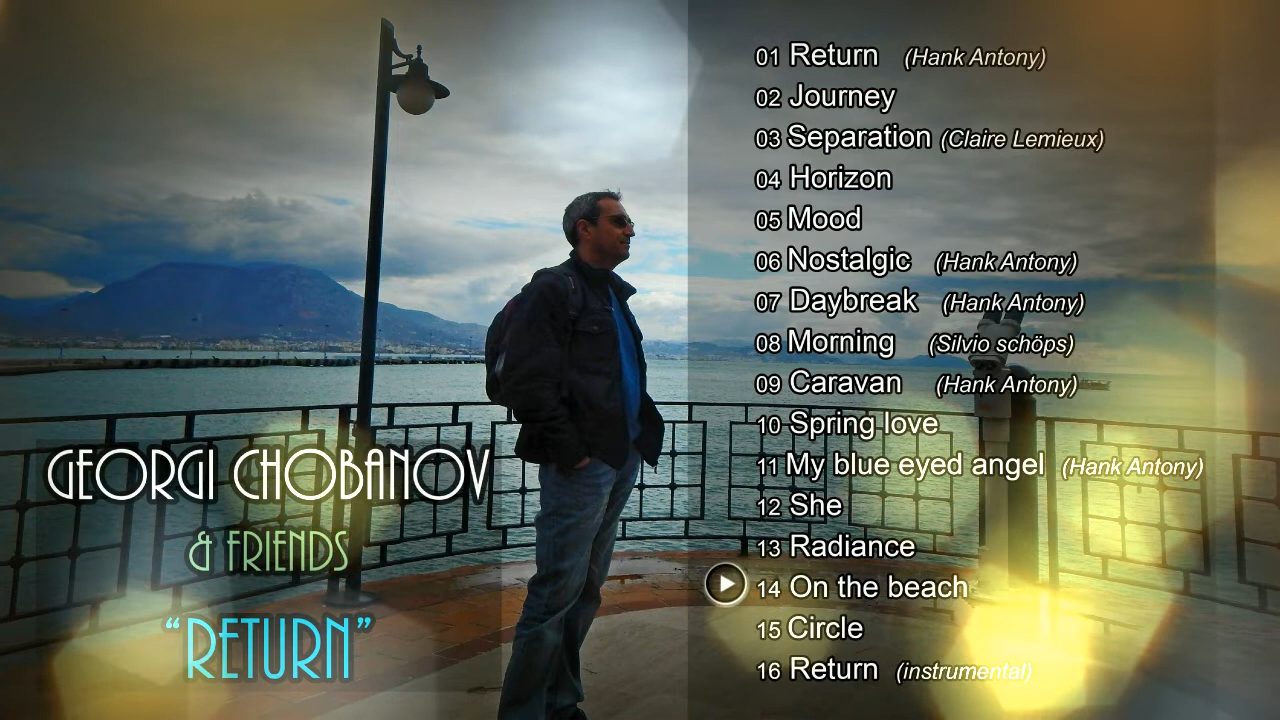 GEORGI CHOBANOV
& FRIENDS
"RETURN"
01 Return (Hank Antony)
02 Journey
03 Separation (Claire Lemieux)
04 Horizon
05 Mood
06 Nostalgic (Hank Antony)
07 Daybreak (Hank Antony)
08 Morning (Silvio schöps)
09 Caravan (Hank Antony)
10 Spring love
11 My blue eyed angel (Hank Antony)
12 She
13 Radiance
14 On the beach
15 Circle
16 Return (instrumental)